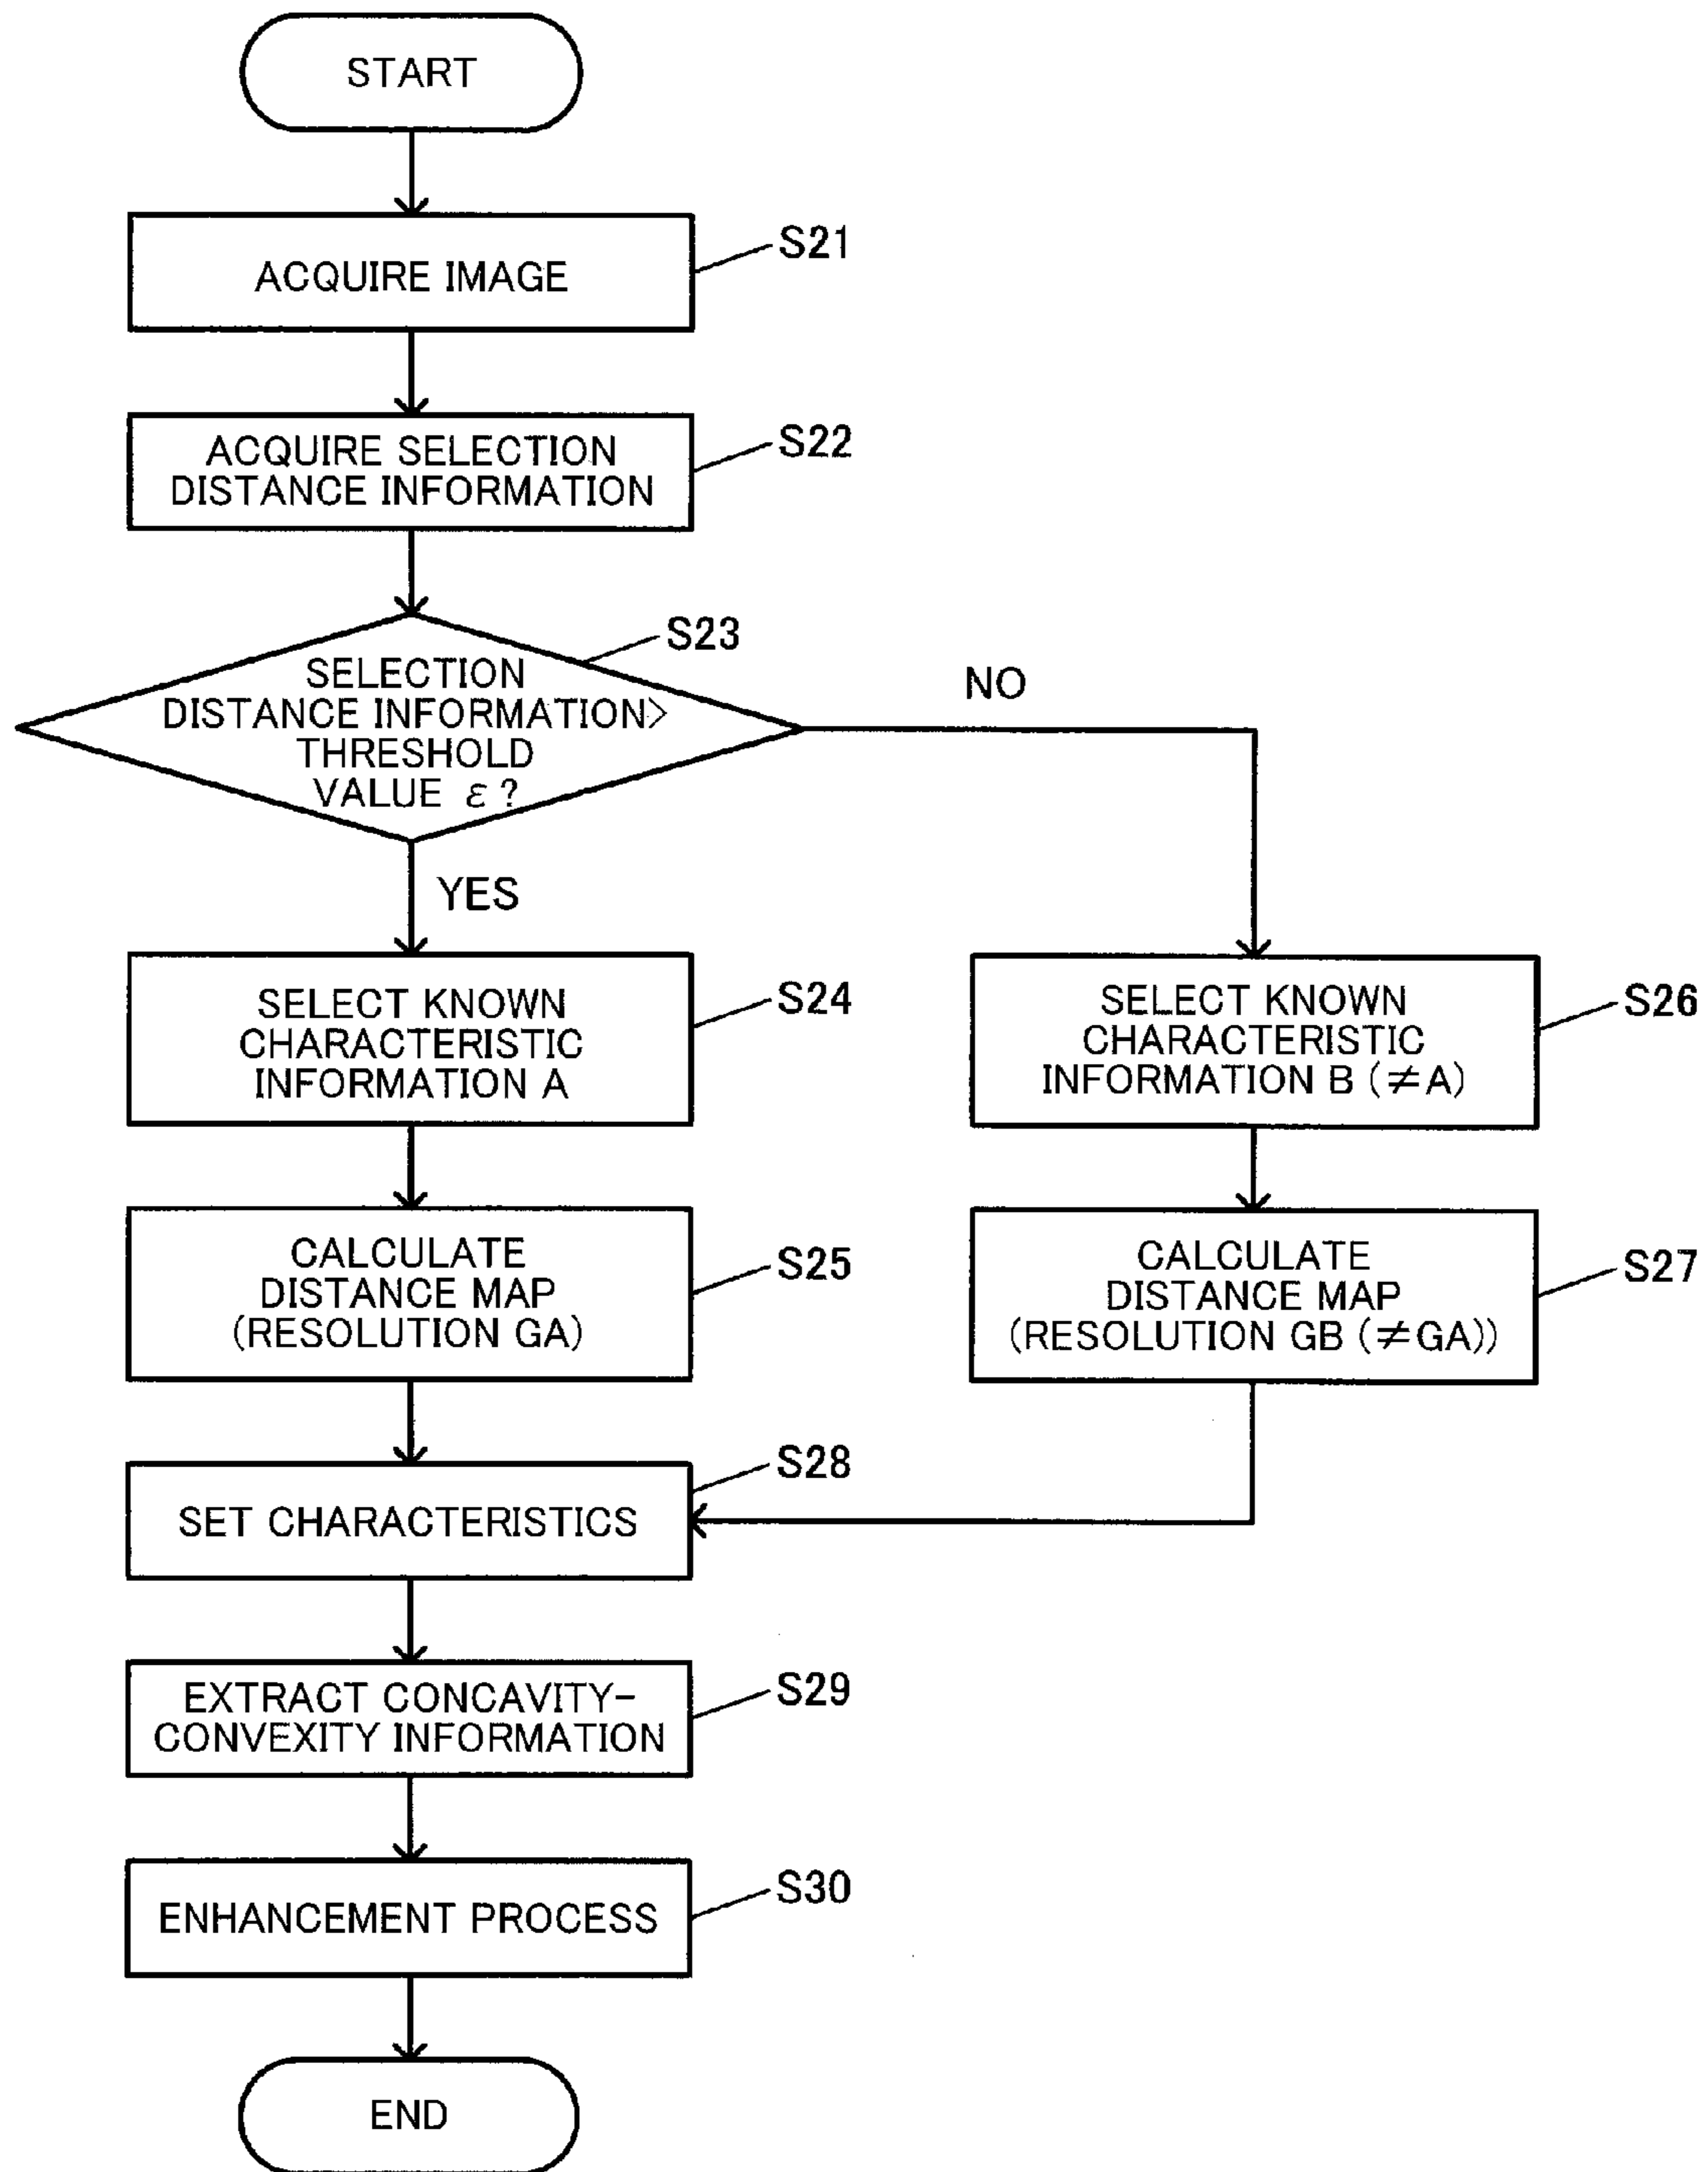 START
ACQUIRE IMAGE
S21
ACQUIRE SELECTION
DISTANCE INFORMATION
S22
S23
SELECTION
DISTANCE INFORMATION>
THRESHOLD
VALUE ε?
NO
YES
SELECT KNOWN
CHARACTERISTIC
INFORMATION A
S24
SELECT KNOWN
CHARACTERISTIC
INFORMATION B (≠A)
S26
CALCULATE
DISTANCE MAP
(RESOLUTION GA)
S25
CALCULATE
DISTANCE MAP
(RESOLUTION GB (≠GA))
S27
SET CHARACTERISTICS
S28
EXTRACT CONCAVITY-
CONVEXITY INFORMATION
S29
ENHANCEMENT PROCESS
S30
END